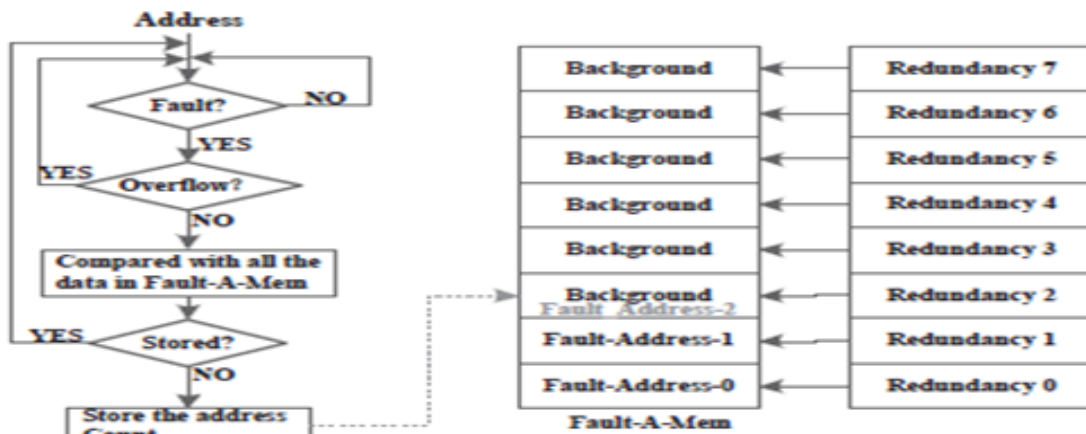 Address
Fault?
NO
YES
YES
Overflow?
NO
Compared with all the
data in Fault-A-Mem
YES
Stored?
NO
Store the address
Count
Background
Background
Background
Background
Background
Background
Fault Address-2
Fault-Address-1
Fault-Address-0
Fault-A-Mem
Redundancy 7
Redundancy 6
Redundancy 5
Redundancy 4
Redundancy 3
Redundancy 2
Redundancy 1
Redundancy 0